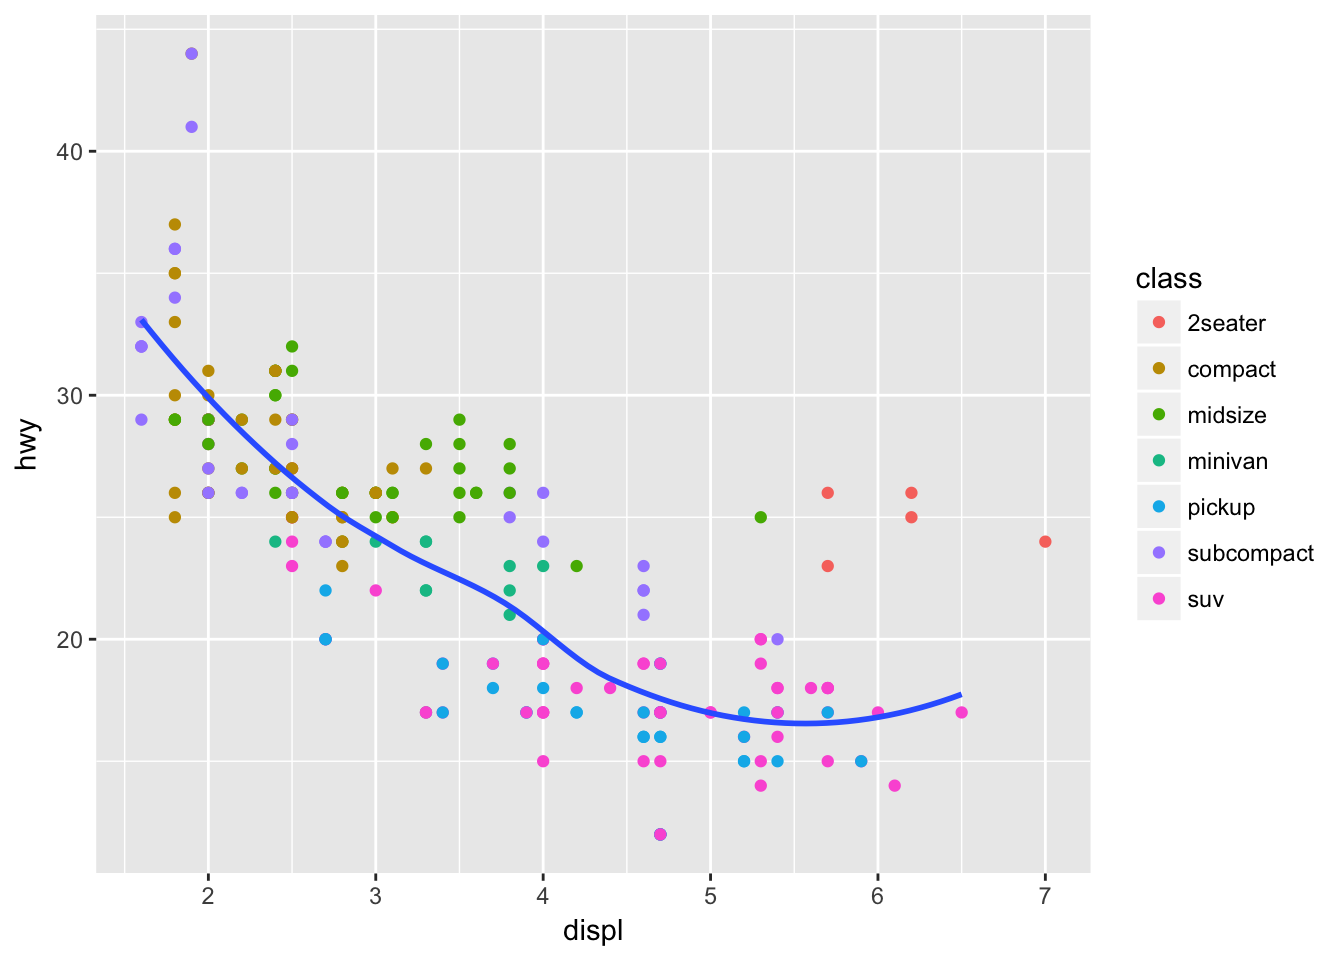 40
30
20
hwy
2 3 4 5 6 7
displ
class
2seater
compact
midsize
minivan
pickup
subcompact
suv